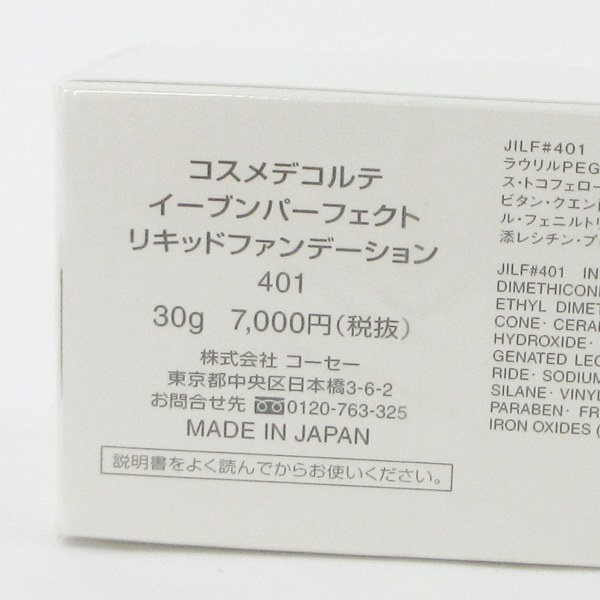 コスメデコルテ
イーブンパーフェクト
リキッドファンデーション
401
30g 7,000円(税抜)
株式会社 コーセー
東京都中央区日本橋3-6-2
お問合せ先 0120-763-325
MADE IN JAPAN
説明書をよく読んでからお使いください。
JILF#401
ラウリルPEG
ス・トコフェロー
ビタン・クエン
ル・フェニルトリ
添レシチン・プ
JILF#401 IN
DIMETHICON
ETHYL DIMET
CONE・CERA
HYDROXIDE・
GENATED LEC
RIDE・SODIUM
SILANE・VINYL
PARABEN・FR
IRON OXIDES (